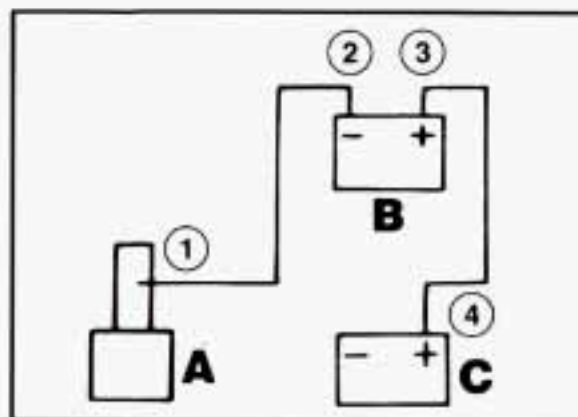 ② ③
− +
B
①
④
A
− +
C